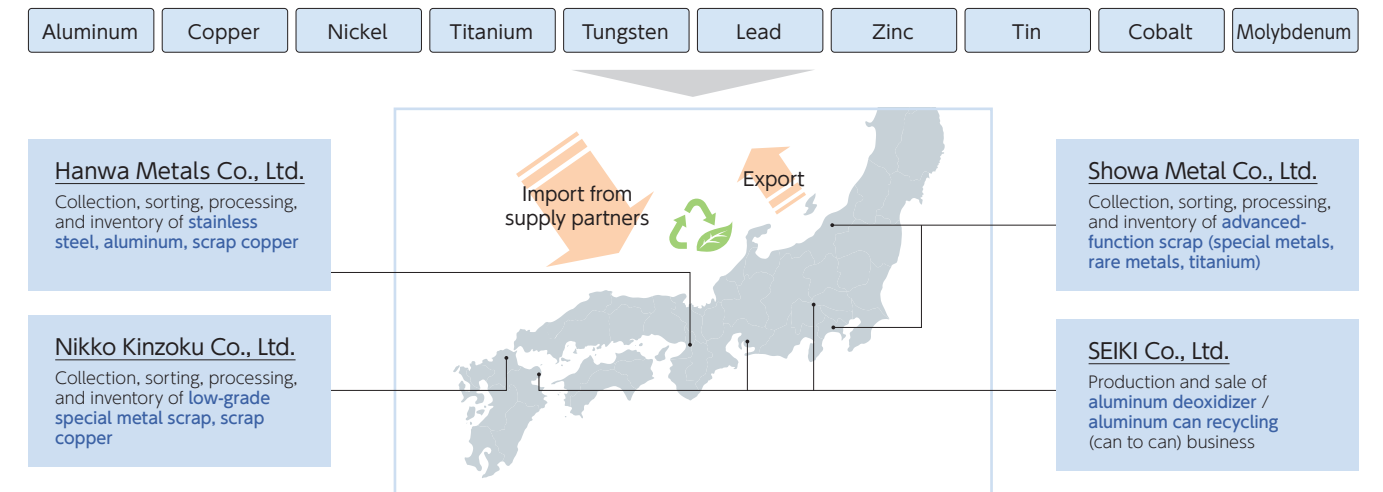 Aluminum
Copper
Nickel
Titanium
Tungsten
Lead
Zinc
Tin
Cobalt
Molybdenum
Hanwa Metals Co., Ltd.
Collection, sorting, processing,
and inventory of stainless
steel, aluminum, scrap copper
Nikko Kinzoku Co., Ltd.
Collection, sorting, processing,
and inventory of low-grade
special metal scrap, scrap
copper
Import from
supply partners
Export
Showa Metal Co., Ltd.
Collection, sorting, processing,
and inventory of advanced-
function scrap (special metals,
rare metals, titanium)
SEIKI Co., Ltd.
Production and sale of
aluminum deoxidizer /
aluminum can recycling
(can to can) business